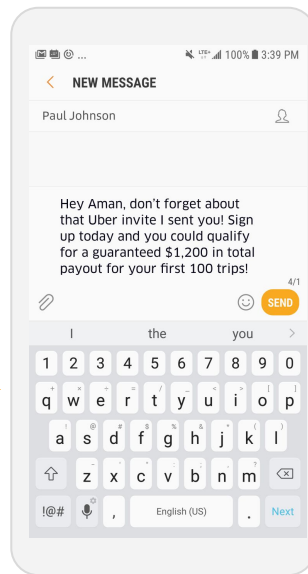 ... LTE+ 100% 3:39 PM
NEW MESSAGE
Paul Johnson
Hey Aman, don't forget about
that Uber invite I sent you! Sign
up today and you could qualify
for a guaranteed $1,200 in total
payout for your first 100 trips!
4/1
SEND
I the you
1 2 3 4 5 6 7 8 9 0
q w e r t y u i o p
a s d f g h j k l
z x c v b n m
!@# , English (US) . Next